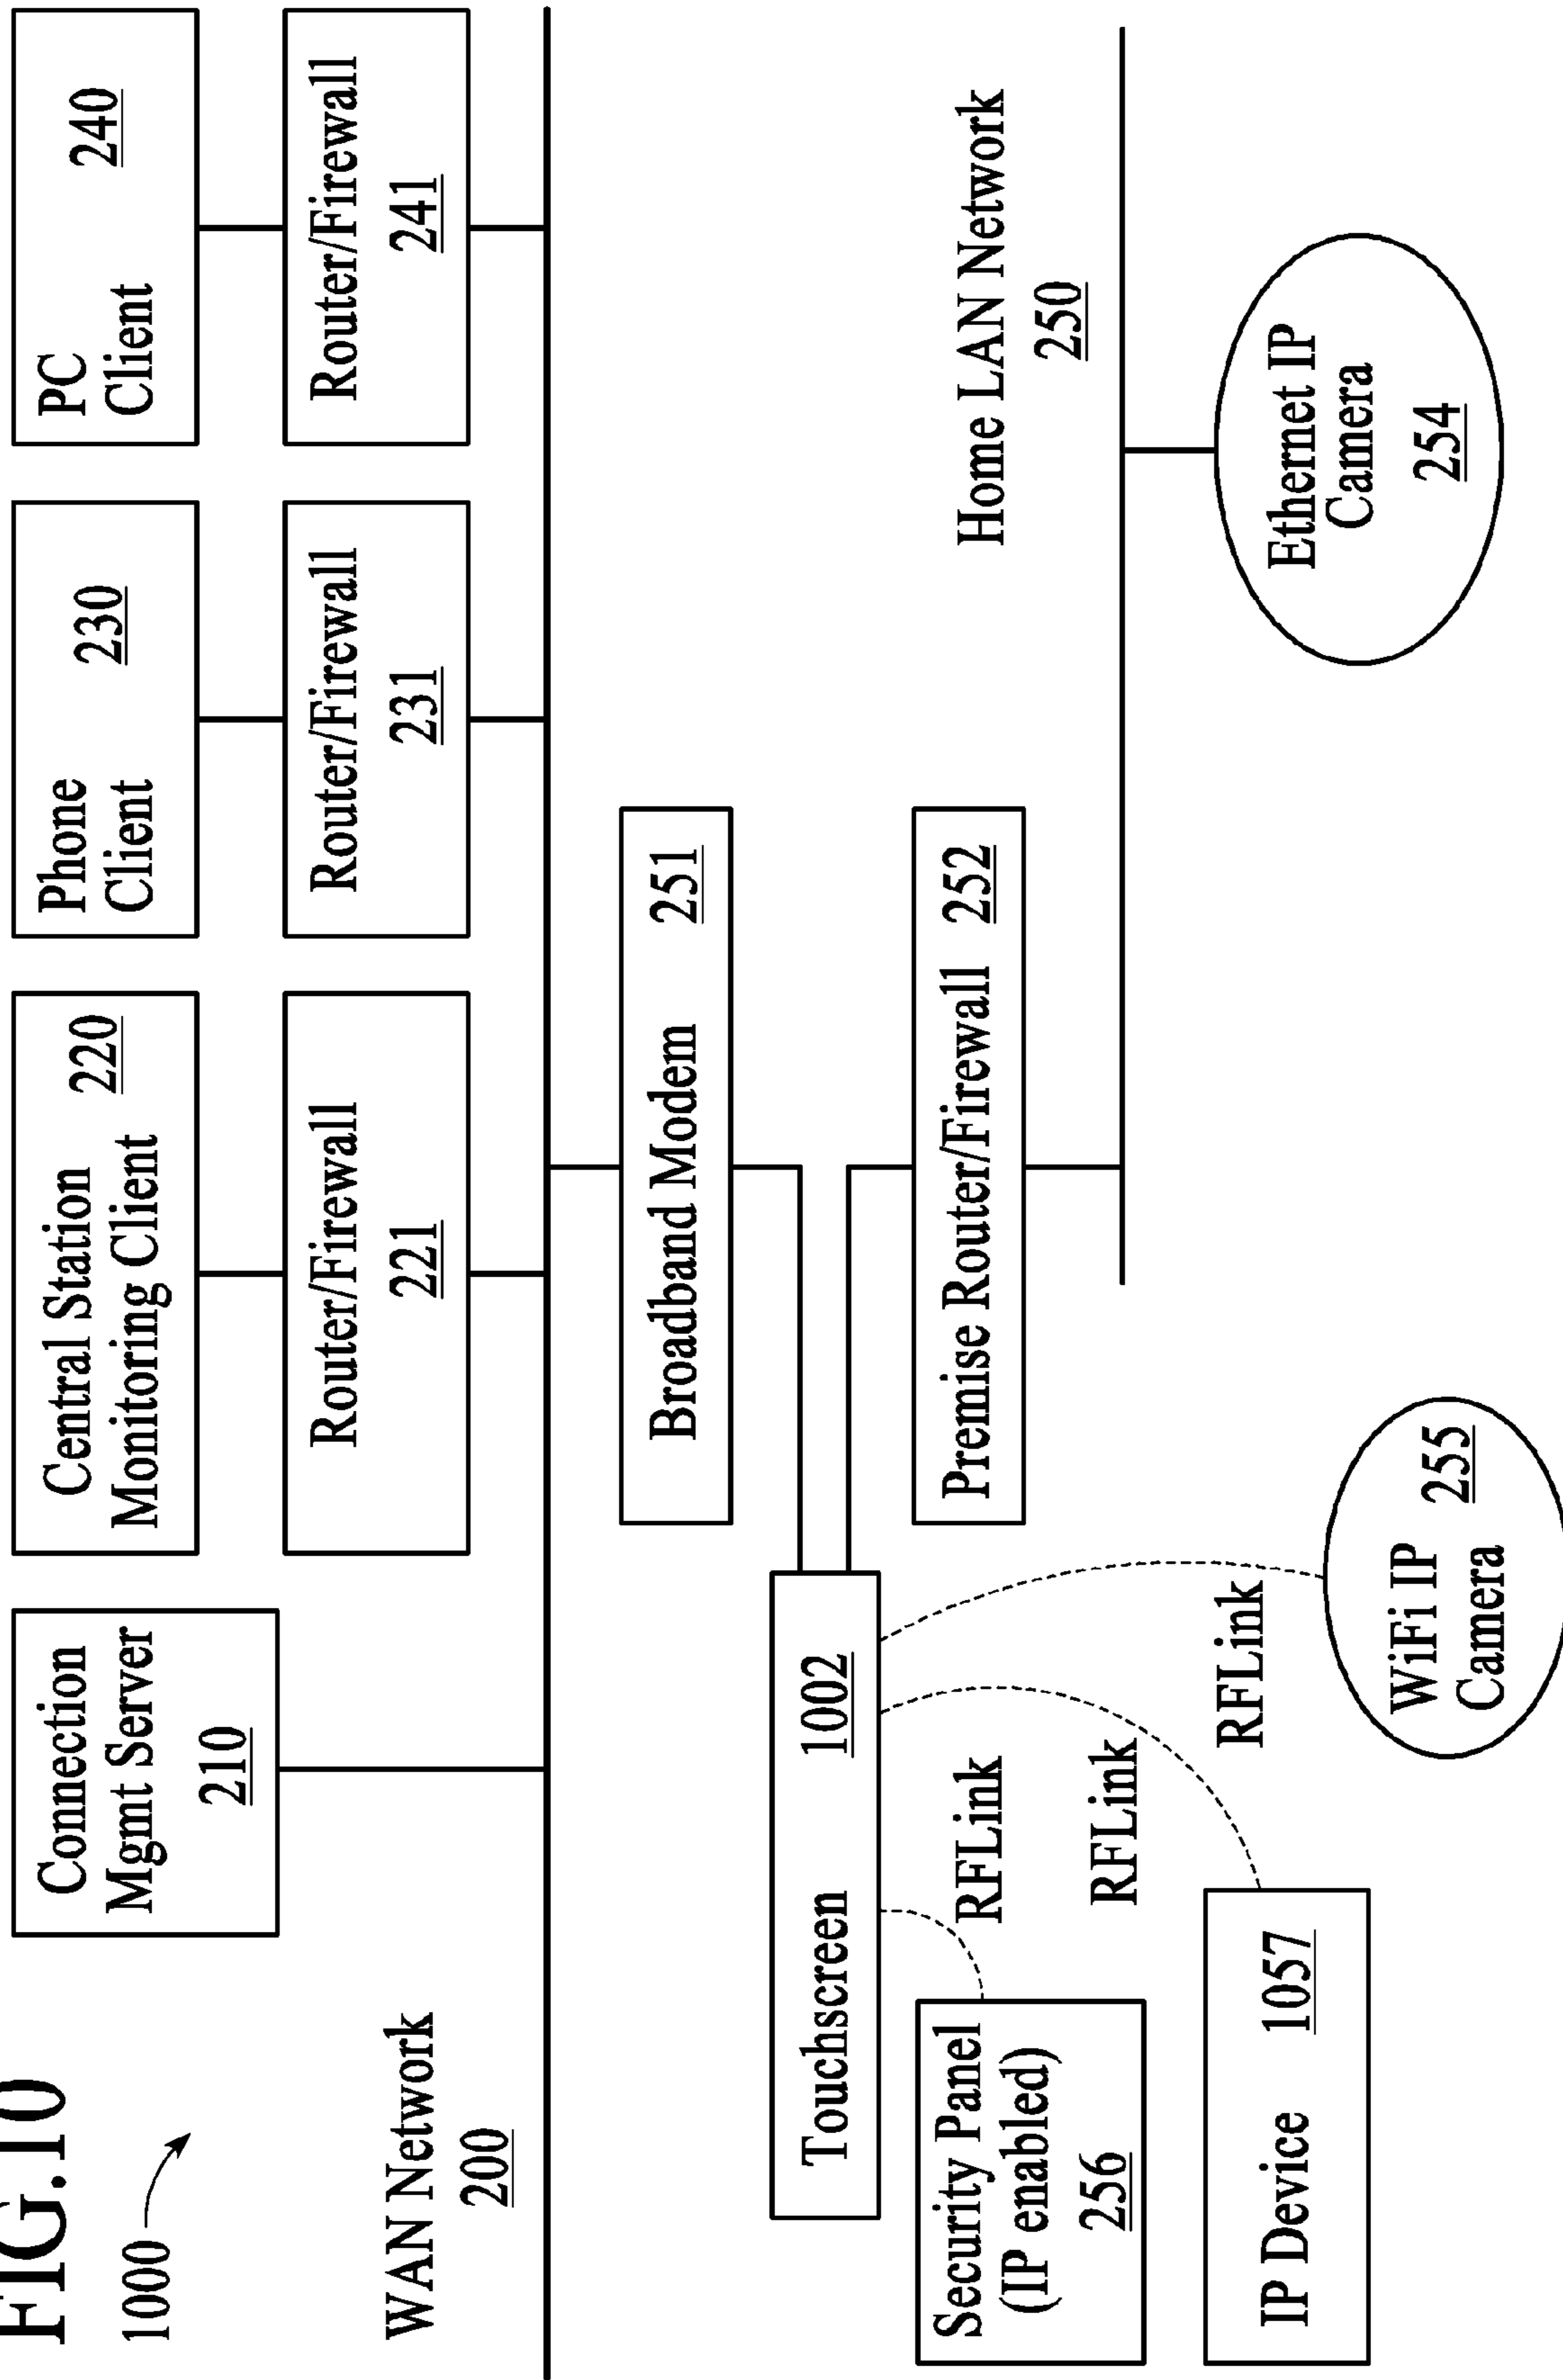 FIG.10
1000
Connection
Mgmt Server
210
Central Station
Monitoring Client
220
Phone
Client
230
PC
Client
240
Router/Firewall
221
Router/Firewall
231
Router/Firewall
241
WAN Network
200
Broadband Modem 251
Touchscreen 1002
Premise Router/Firewall 252
Home LAN Network
250
Security Panel
(IP enabled)
256
RFLink
RFLink
RFLink
IP Device 1057
WiFi IP
Camera
255
Ethernet IP
Camera
254